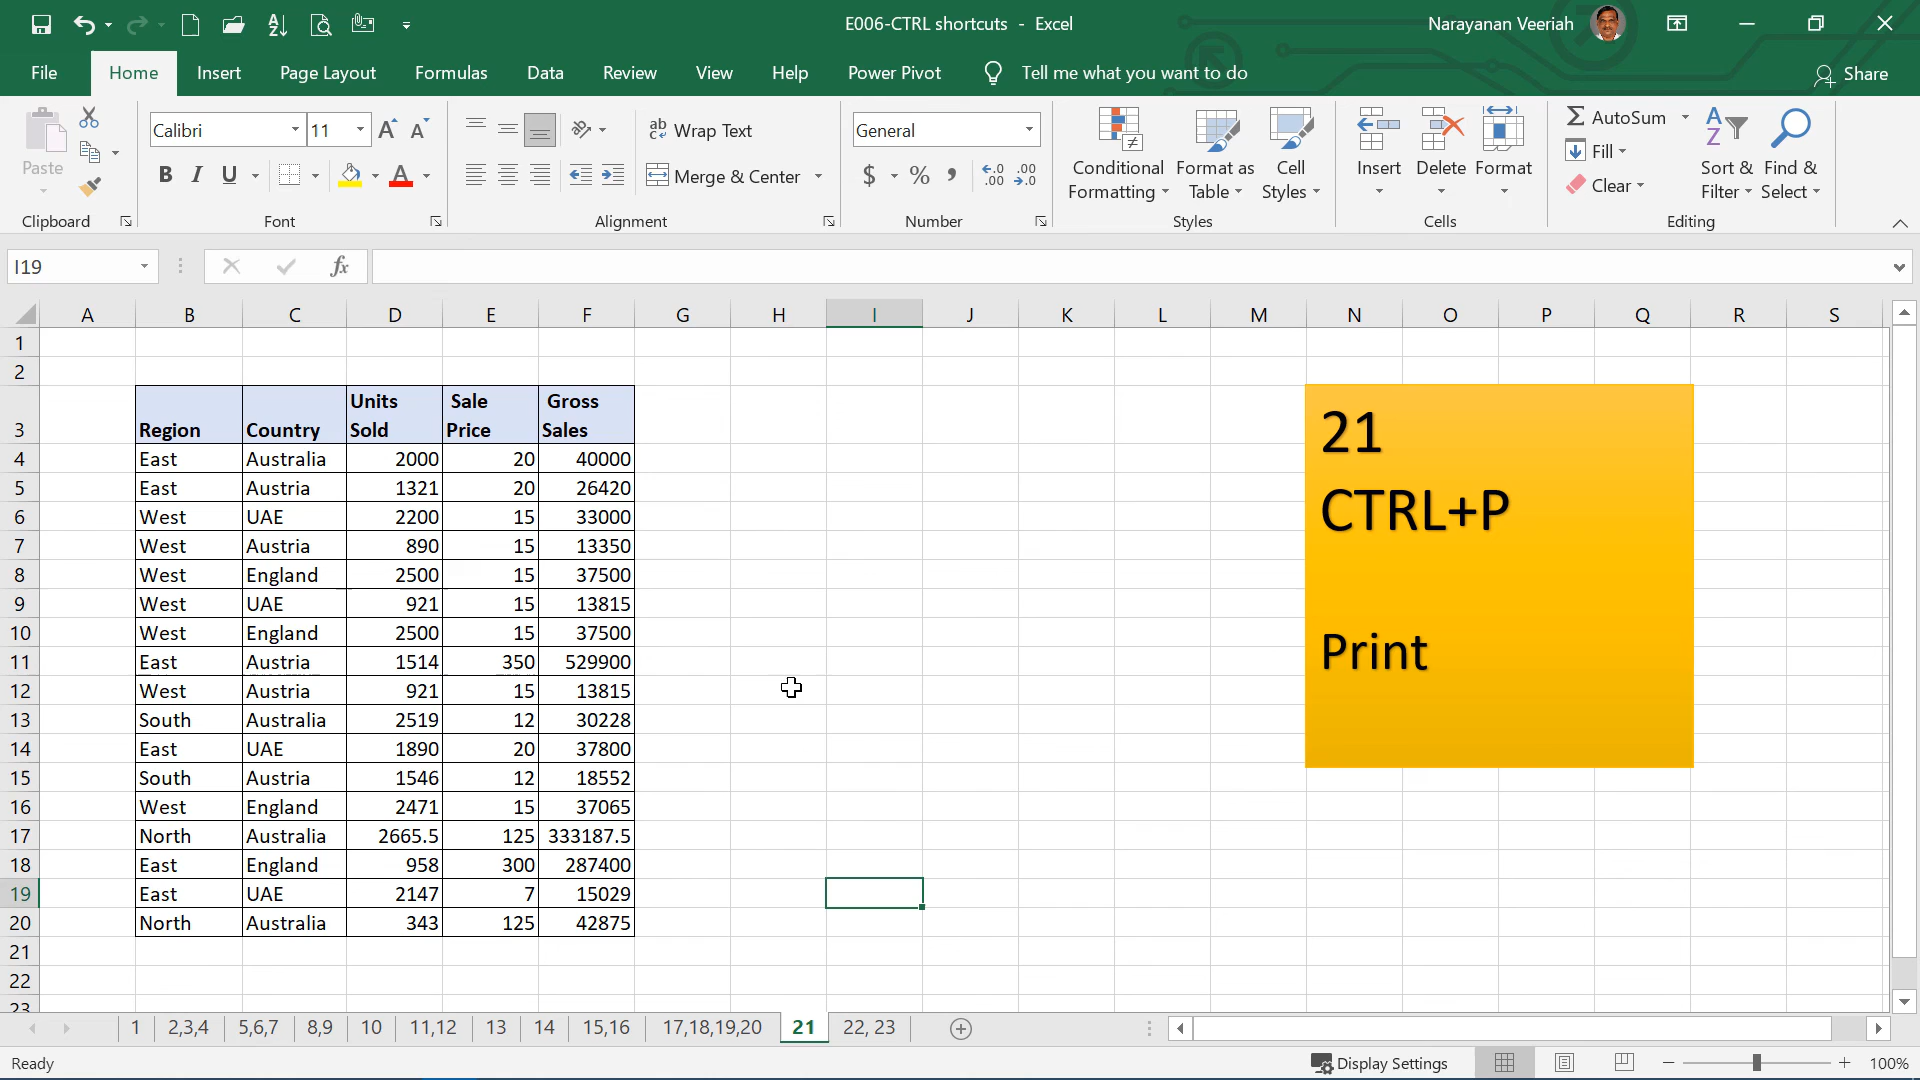 E006-CTRL shortcuts - Excel
Narayanan Veeriah
File Home Insert Page Layout Formulas Data Review View Help Power Pivot Tell me what you want to do Share
Paste
Clipboard
Calibri 11
B I U A
Font
Wrap Text
Merge & Center
Alignment
General
$ % ,
Number
Conditional Formatting
Format as Table
Cell Styles
Styles
Insert Delete Format
Cells
AutoSum
Fill
Clear
Sort & Filter
Find & Select
Editing
I19
fx
A B C D E F G H I J K L M N O P Q R S
1
2
3 Region Country Units Sold Sale Price Gross Sales
4 East Australia 2000 20 40000
5 East Austria 1321 20 26420
6 West UAE 2200 15 33000
7 West Austria 890 15 13350
8 West England 2500 15 37500
9 West UAE 921 15 13815
10 West England 2500 15 37500
11 East Austria 1514 350 529900
12 West Austria 921 15 13815
13 South Australia 2519 12 30228
14 East UAE 1890 20 37800
15 South Austria 1546 12 18552
16 West England 2471 15 37065
17 North Australia 2665.5 125 333187.5
18 East England 958 300 287400
19 East UAE 2147 7 15029
20 North Australia 343 125 42875
21
22
23
21
CTRL+P
Print
1 2,3,4 5,6,7 8,9 10 11,12 13 14 15,16 17,18,19,20 21 22, 23
Ready
Display Settings
100%